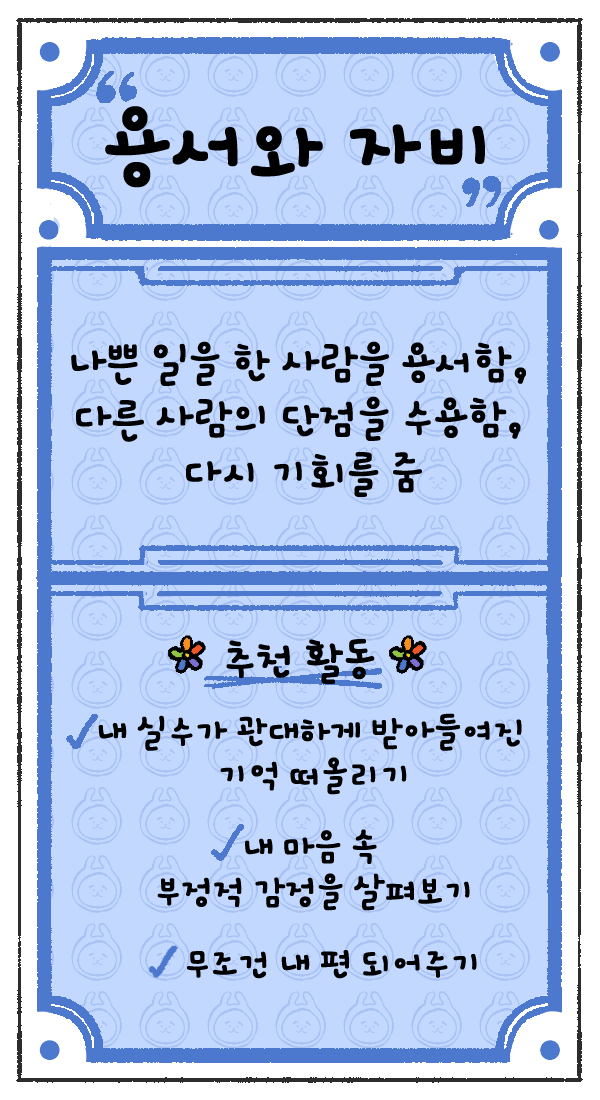 “용서와 자비”
나쁜 일을 한 사람을 용서함,
다른 사람의 단점을 수용함,
다시 기회를 줌
추천 활동
✓내 실수가 관대하게 받아들여진
기억 떠올리기
✓내 마음 속
부정적 감정을 살펴보기
✓ 무조건 내 편 되어주기